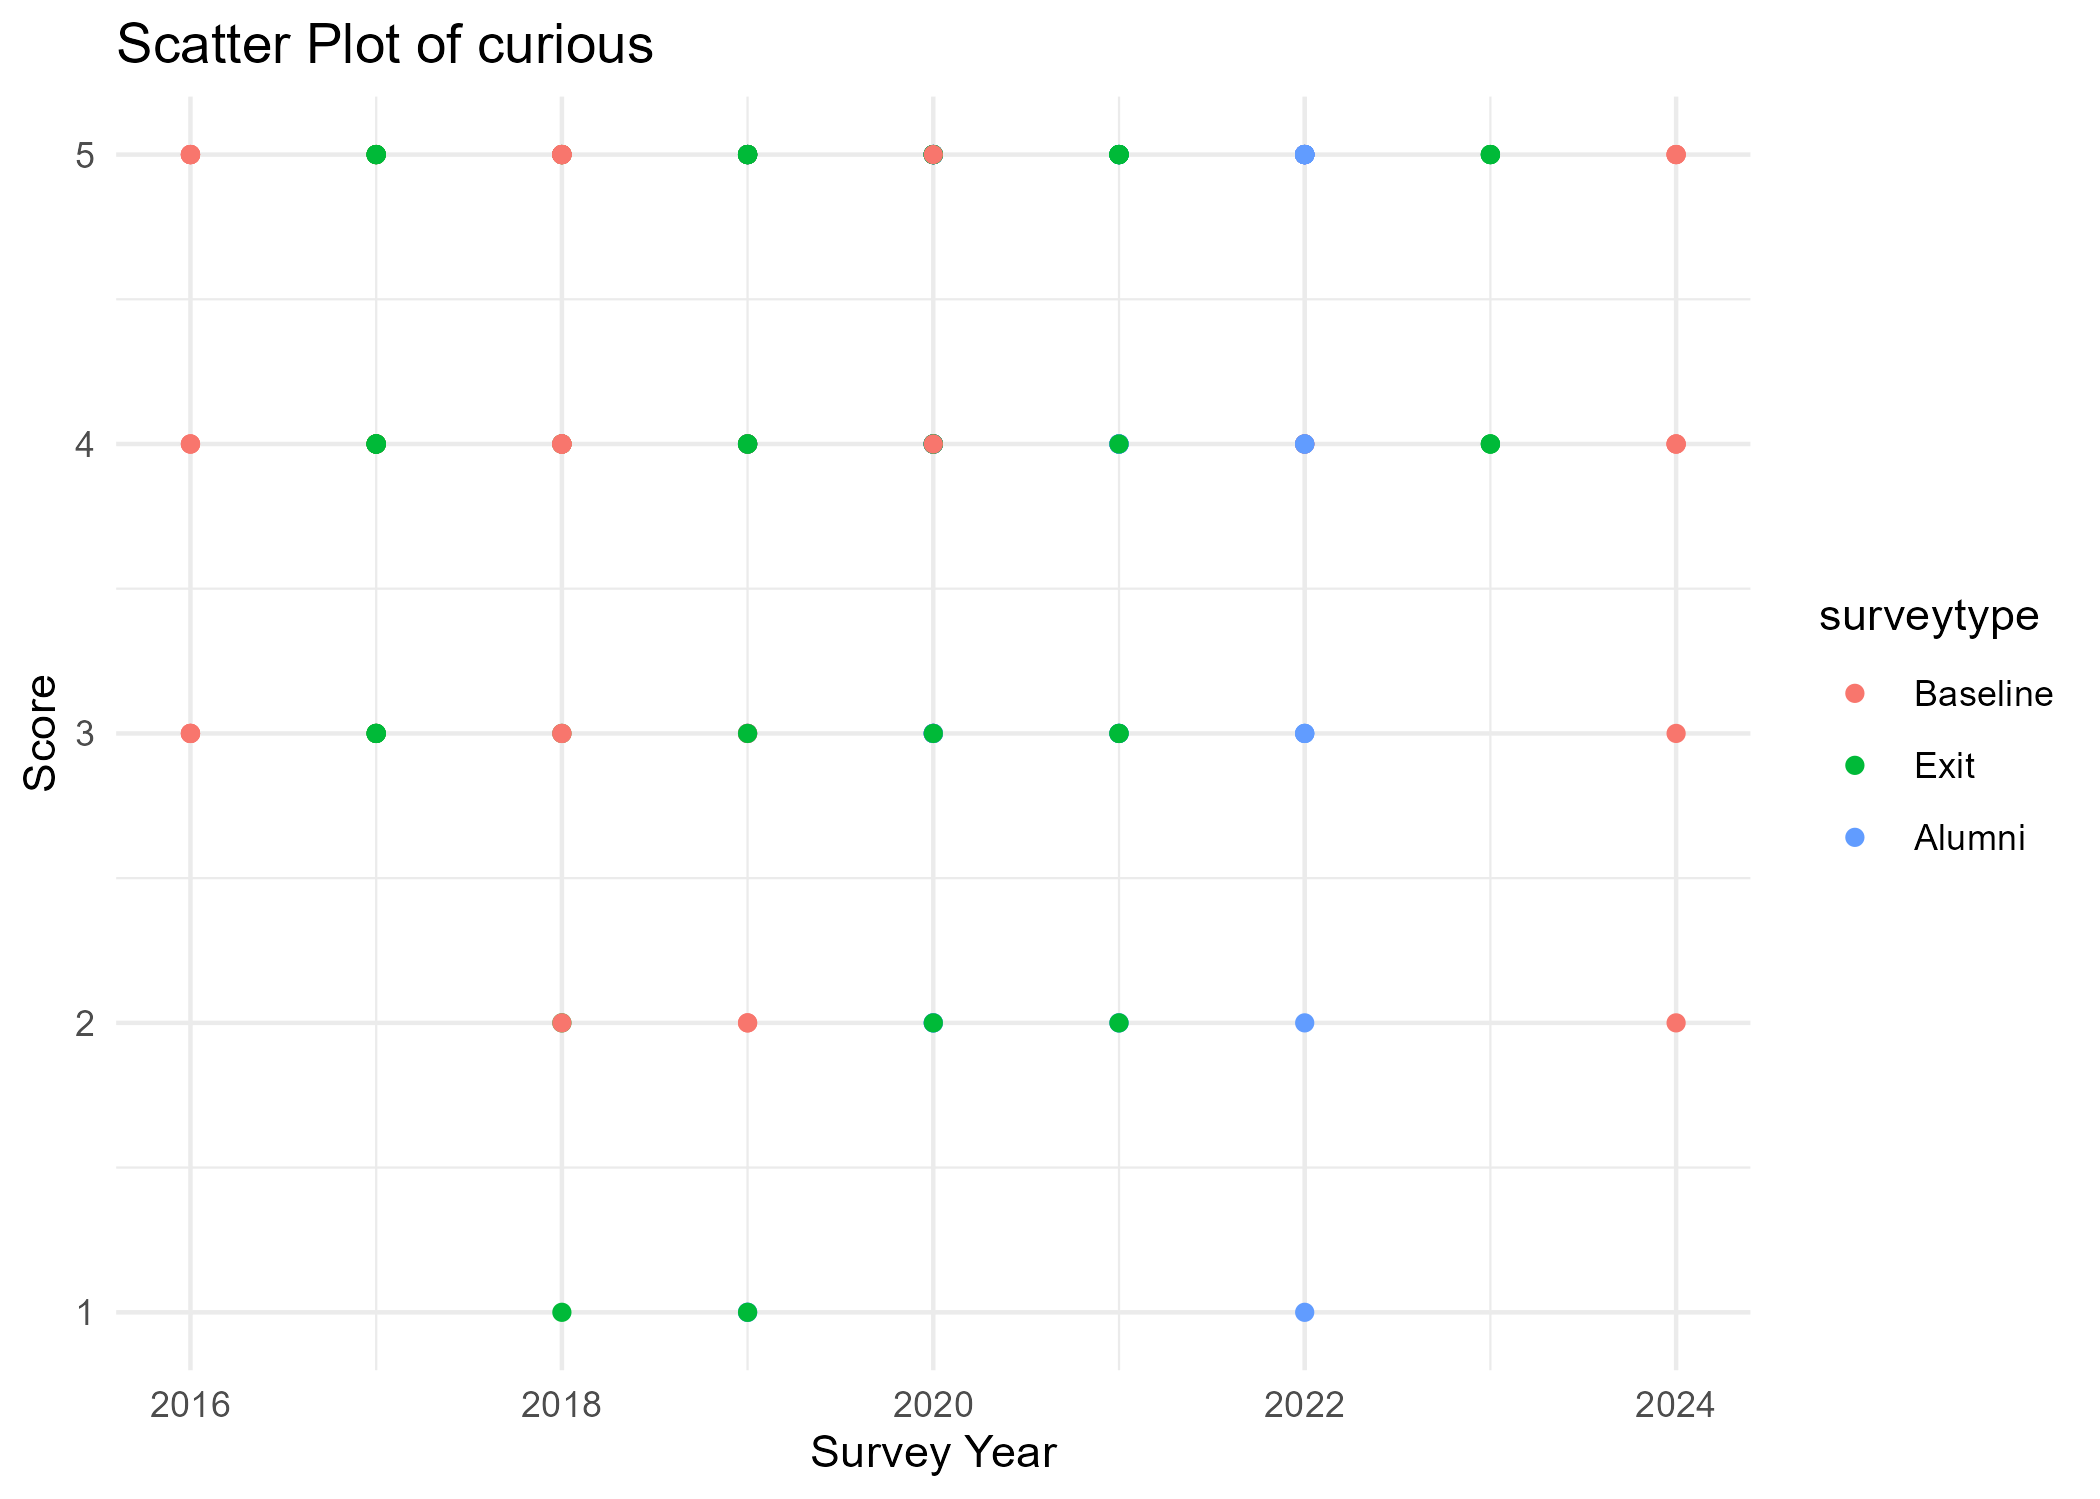 Scatter Plot of curious
5
4
3
2
1
Score
2016 2018 2020 2022 2024
Survey Year
surveytype
Baseline
Exit
Alumni